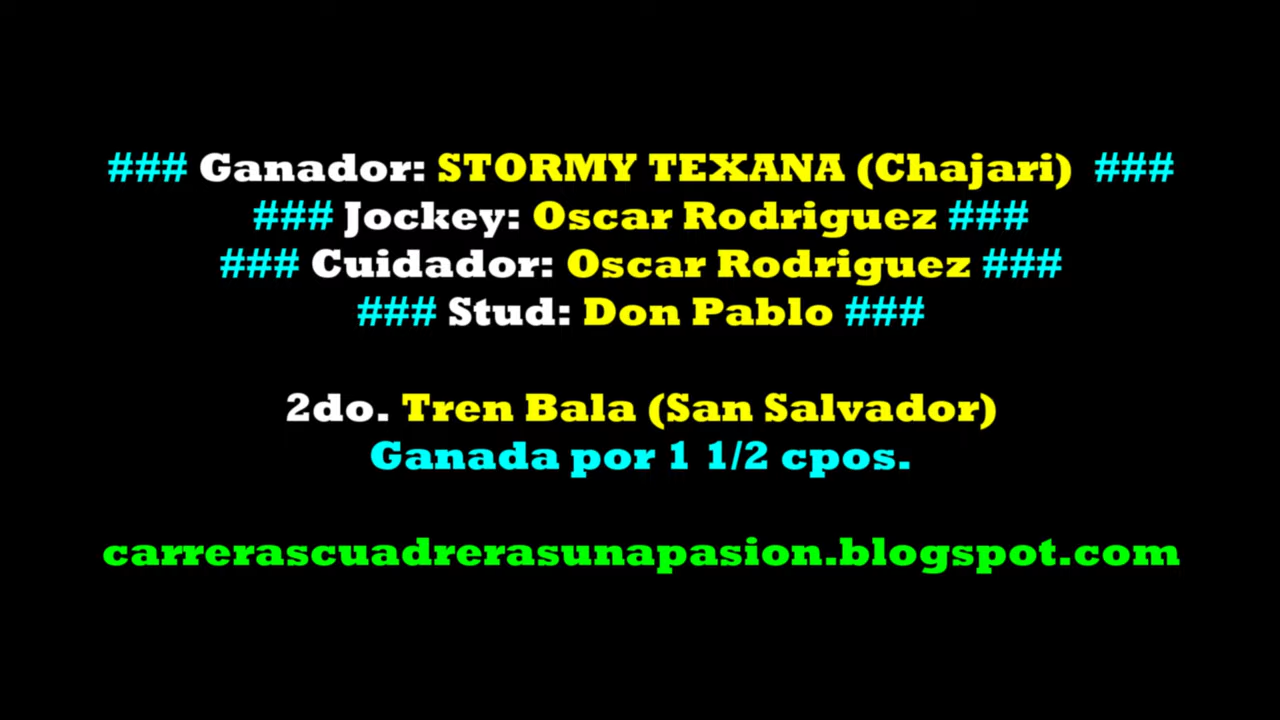 ### Ganador: STORMY TEXANA (Chajari) ###
### Jockey: Oscar Rodriguez ###
### Cuidador: Oscar Rodriguez ###
### Stud: Don Pablo ###
2do. Tren Bala (San Salvador)
Ganada por 1 1/2 cpos.
carrerascuadrerasunapasion.blogspot.com